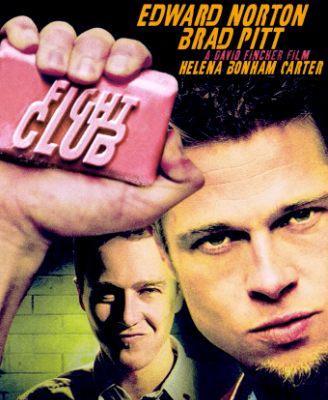 EDWARD NORTON
BRAD PITT
A DAVID FINCHER FILM
HELENA BONHAM CARTER
FIGHT
CLUB